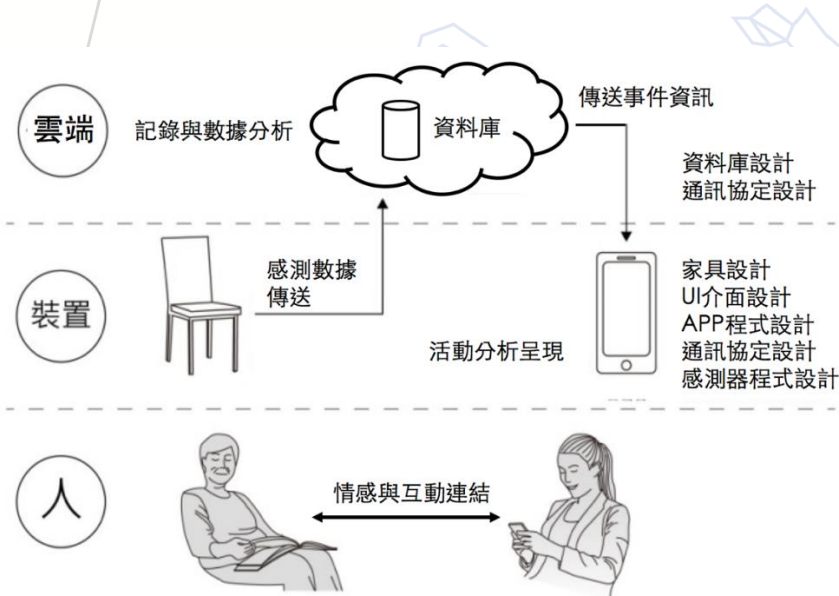 雲端
記錄與數據分析
資料庫
傳送事件資訊
資料庫設計
通訊協定設計
裝置
感測數據
傳送
活動分析呈現
家具設計
UI介面設計
APP程式設計
通訊協定設計
感測器程式設計
人
情感與互動連結